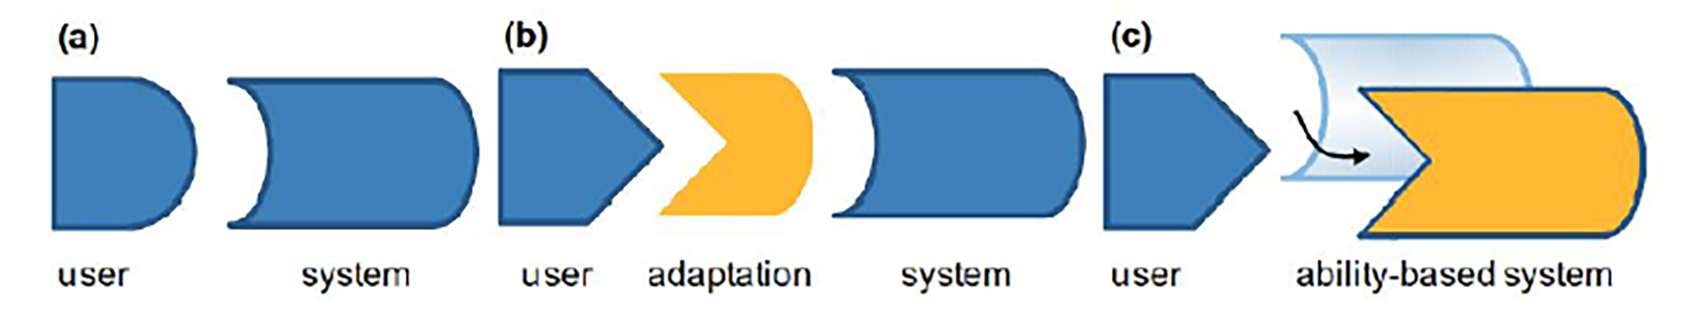 (a) (b) (c)
user system user adaptation system user ability-based system